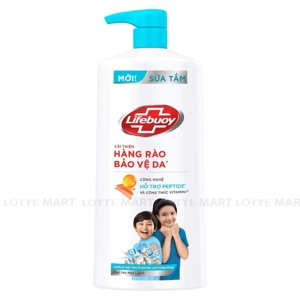 MỚI! SỮA TẮM
Lifebuoy
CẢI THIỆN
HÀNG RÀO
BẢO VỆ DA*
CÔNG NGHỆ
HỖ TRỢ PEPTIDE*
VÀ CÔNG THỨC VITAMIN+
LOTTE MART LOTTE MART LOTTE MART